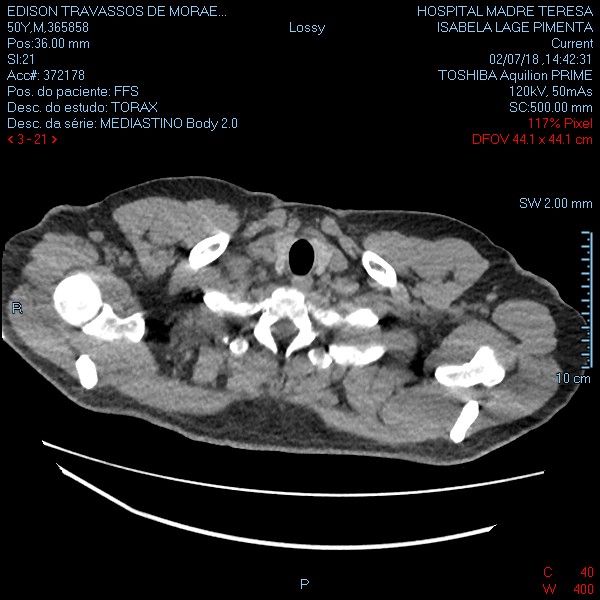 EDISON TRAVASSOS DE MORAE...
50Y,M,365858
Pos:36.00 mm
SI:21
Acc#: 372178
Pos. do paciente: FFS
Desc. do estudo: TORAX
Desc. da série: MEDIASTINO Body 2.0
< 3 - 21 >
Lossy
HOSPITAL MADRE TERESA
ISABELA LAGE PIMENTA
Current
02/07/18 ,14:42:31
TOSHIBA Aquilion PRIME
120kV, 50mAs
SC:500.00 mm
117% Pixel
DFOV 44.1 x 44.1 cm
SW 2.00 mm
R
10 cm
P
C 40
W 400